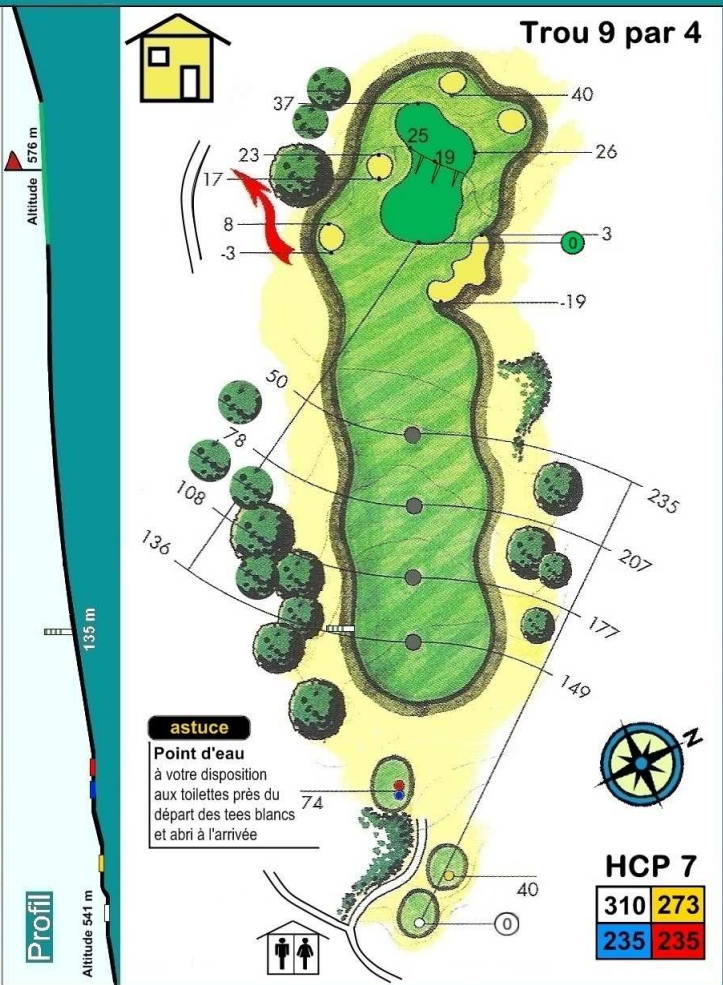 Trou 9 par 4
37
40
25
23
19
26
17
8
3
0
-3
-19
Altitude 576 m
50
78
235
108
207
136
177
135 m
149
astuce
Point d'eau
à votre disposition
aux toilettes près du
départ des tees blancs
et abri à l'arrivée
74
N
40
0
HCP 7
310 273
235 235
Profil
Altitude 541 m